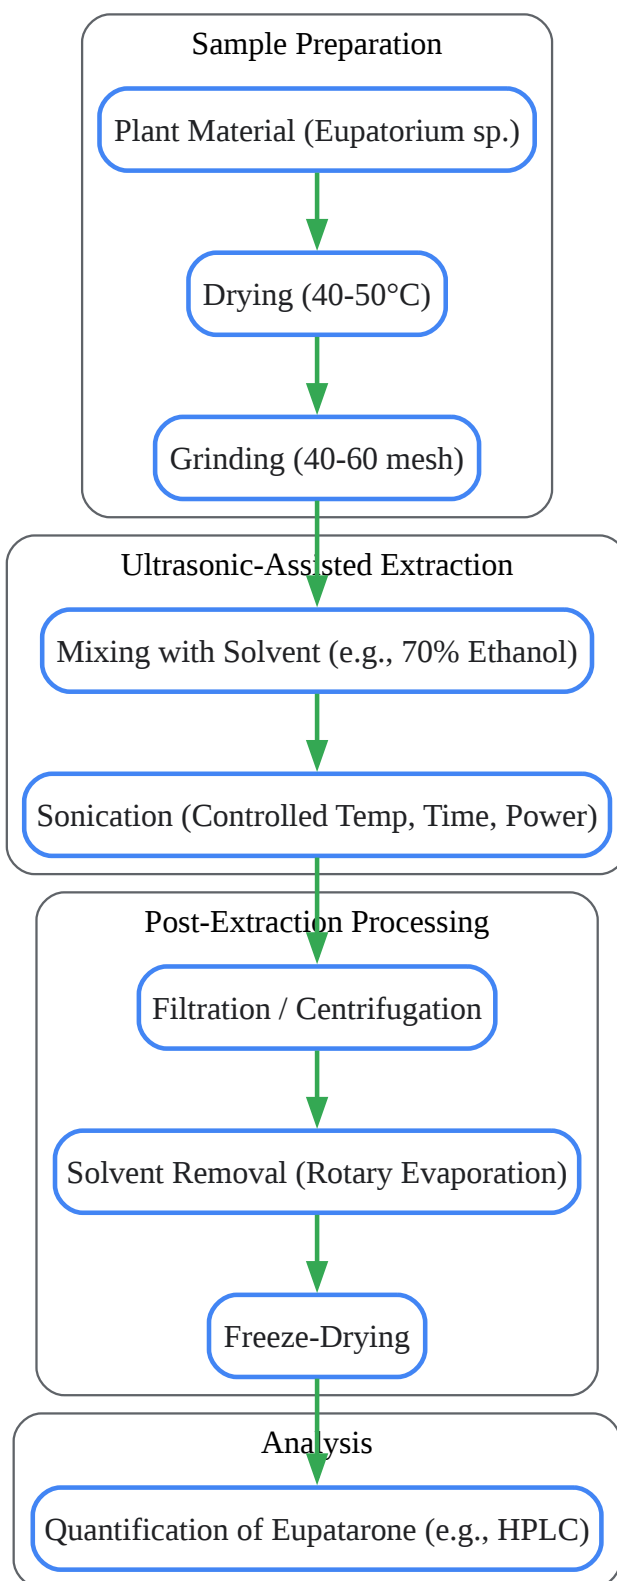 Sample Preparation
Plant Material (Eupatorium sp.)
Drying (40-50°C)
Grinding (40-60 mesh)
Ultrasonic-Assisted Extraction
Mixing with Solvent (e.g., 70% Ethanol)
Sonication (Controlled Temp, Time, Power)
Post-Extraction Processing
Filtration / Centrifugation
Solvent Removal (Rotary Evaporation)
Freeze-Drying
Analysis
Quantification of Eupatarone (e.g., HPLC)